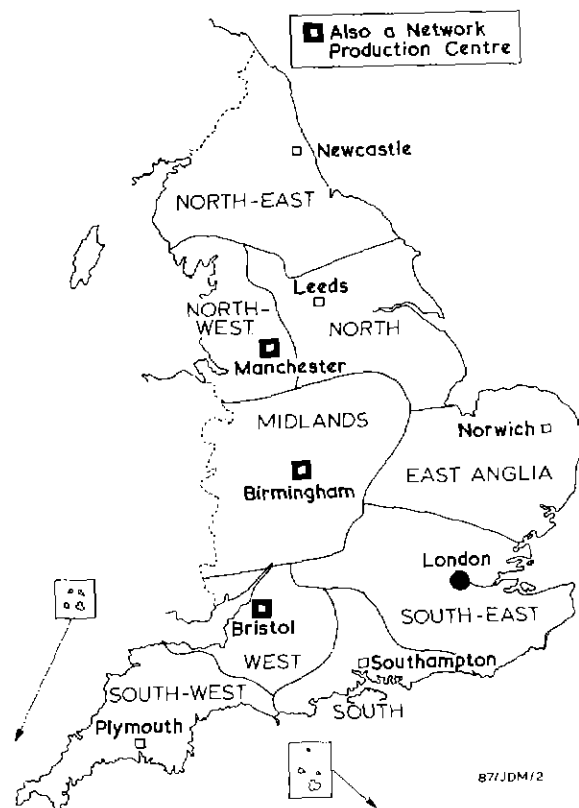 Also a Network
Production Centre
Newcastle
NORTH-EAST
Leeds
NORTH-
WEST
NORTH
Manchester
MIDLANDS
Norwich
EAST ANGLIA
Birmingham
London
SOUTH-EAST
Bristol
WEST
Southampton
SOUTH-WEST
SOUTH
Plymouth
87/JDM/2